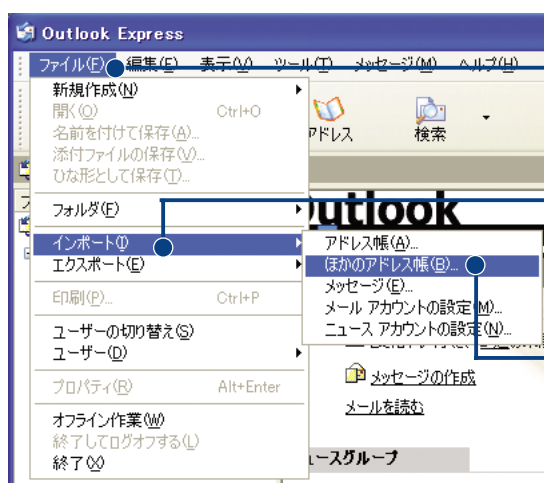 Outlook Express
ファイル(F) 編集(E) 表示(V) ツール(T) メッセージ(M) ヘルプ(H)
新規作成(N)
開く(O) Ctrl+O
名前を付けて保存(A)...
添付ファイルの保存(V)...
ひな形として保存(T)...
ドレス 検索
フォルダ(F)
utlook
インポート(I)
エクスポート(E)
アドレス帳(A)...
ほかのアドレス帳(B)...
メッセージ(E)...
メール アカウントの設定(M)...
ニュース アカウントの設定(N)...
印刷(P)... Ctrl+P
ユーザーの切り替え(S)
ユーザー(D)
プロパティ(R) Alt+Enter
メッセージの作成
メールを読む
オフライン作業(W)
終了してログオフする(L)
終了(X)
ースグループ